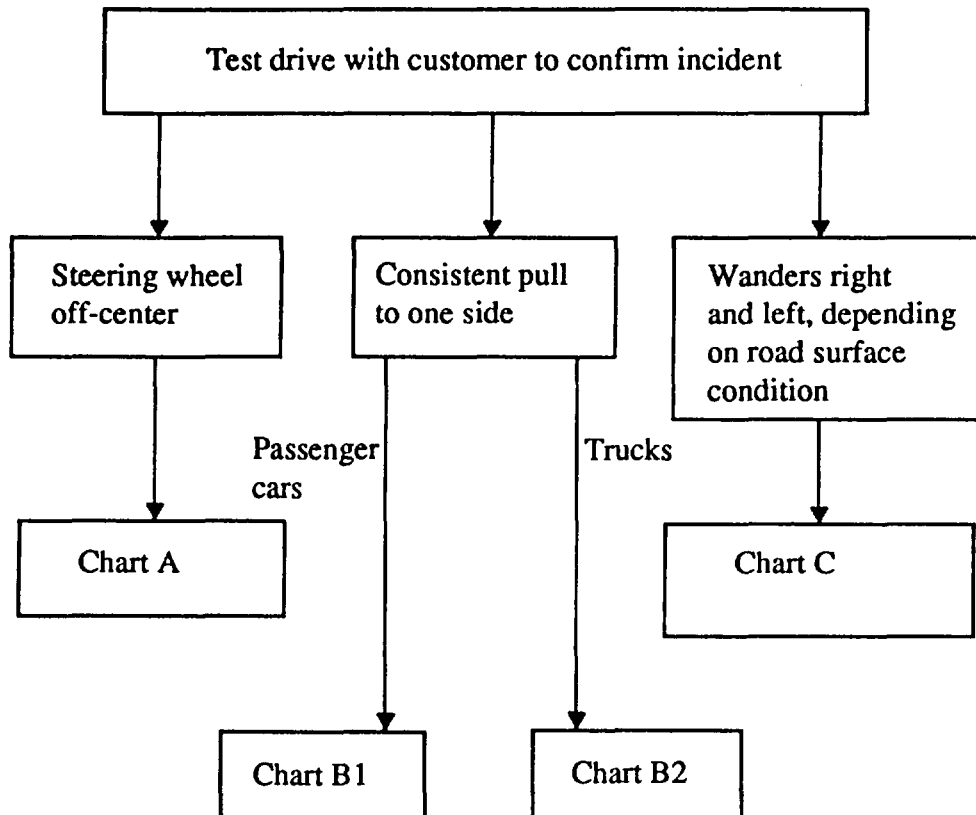 Test drive with customer to confirm incident
Steering wheel
off-center
Consistent pull
to one side
Wanders right
and left, depending
on road surface
condition
Passenger
cars
Trucks
Chart A
Chart C
Chart B1
Chart B2